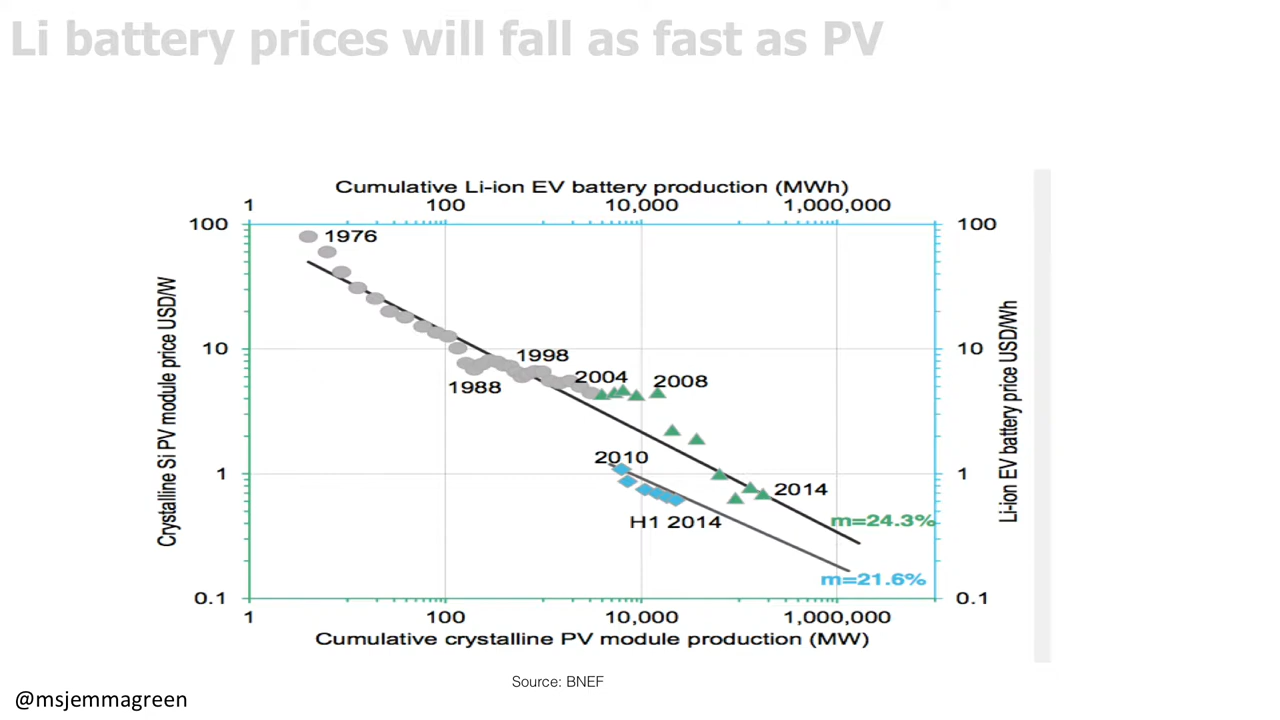 Li battery prices will fall as fast as PV
Cumulative Li-ion EV battery production (MWh)
1 100 10,000 1,000,000
100 100
1976
10 10
1998
2004 2008
1988
2010
1 1
2014
H1 2014
m=24.3%
m=21.6%
0.1 0.1
Crystalline Si PV module price USD/W
Li-ion EV battery price USD/Wh
1 100 10,000 1,000,000
Cumulative crystalline PV module production (MW)
Source: BNEF
@msjemmagreen